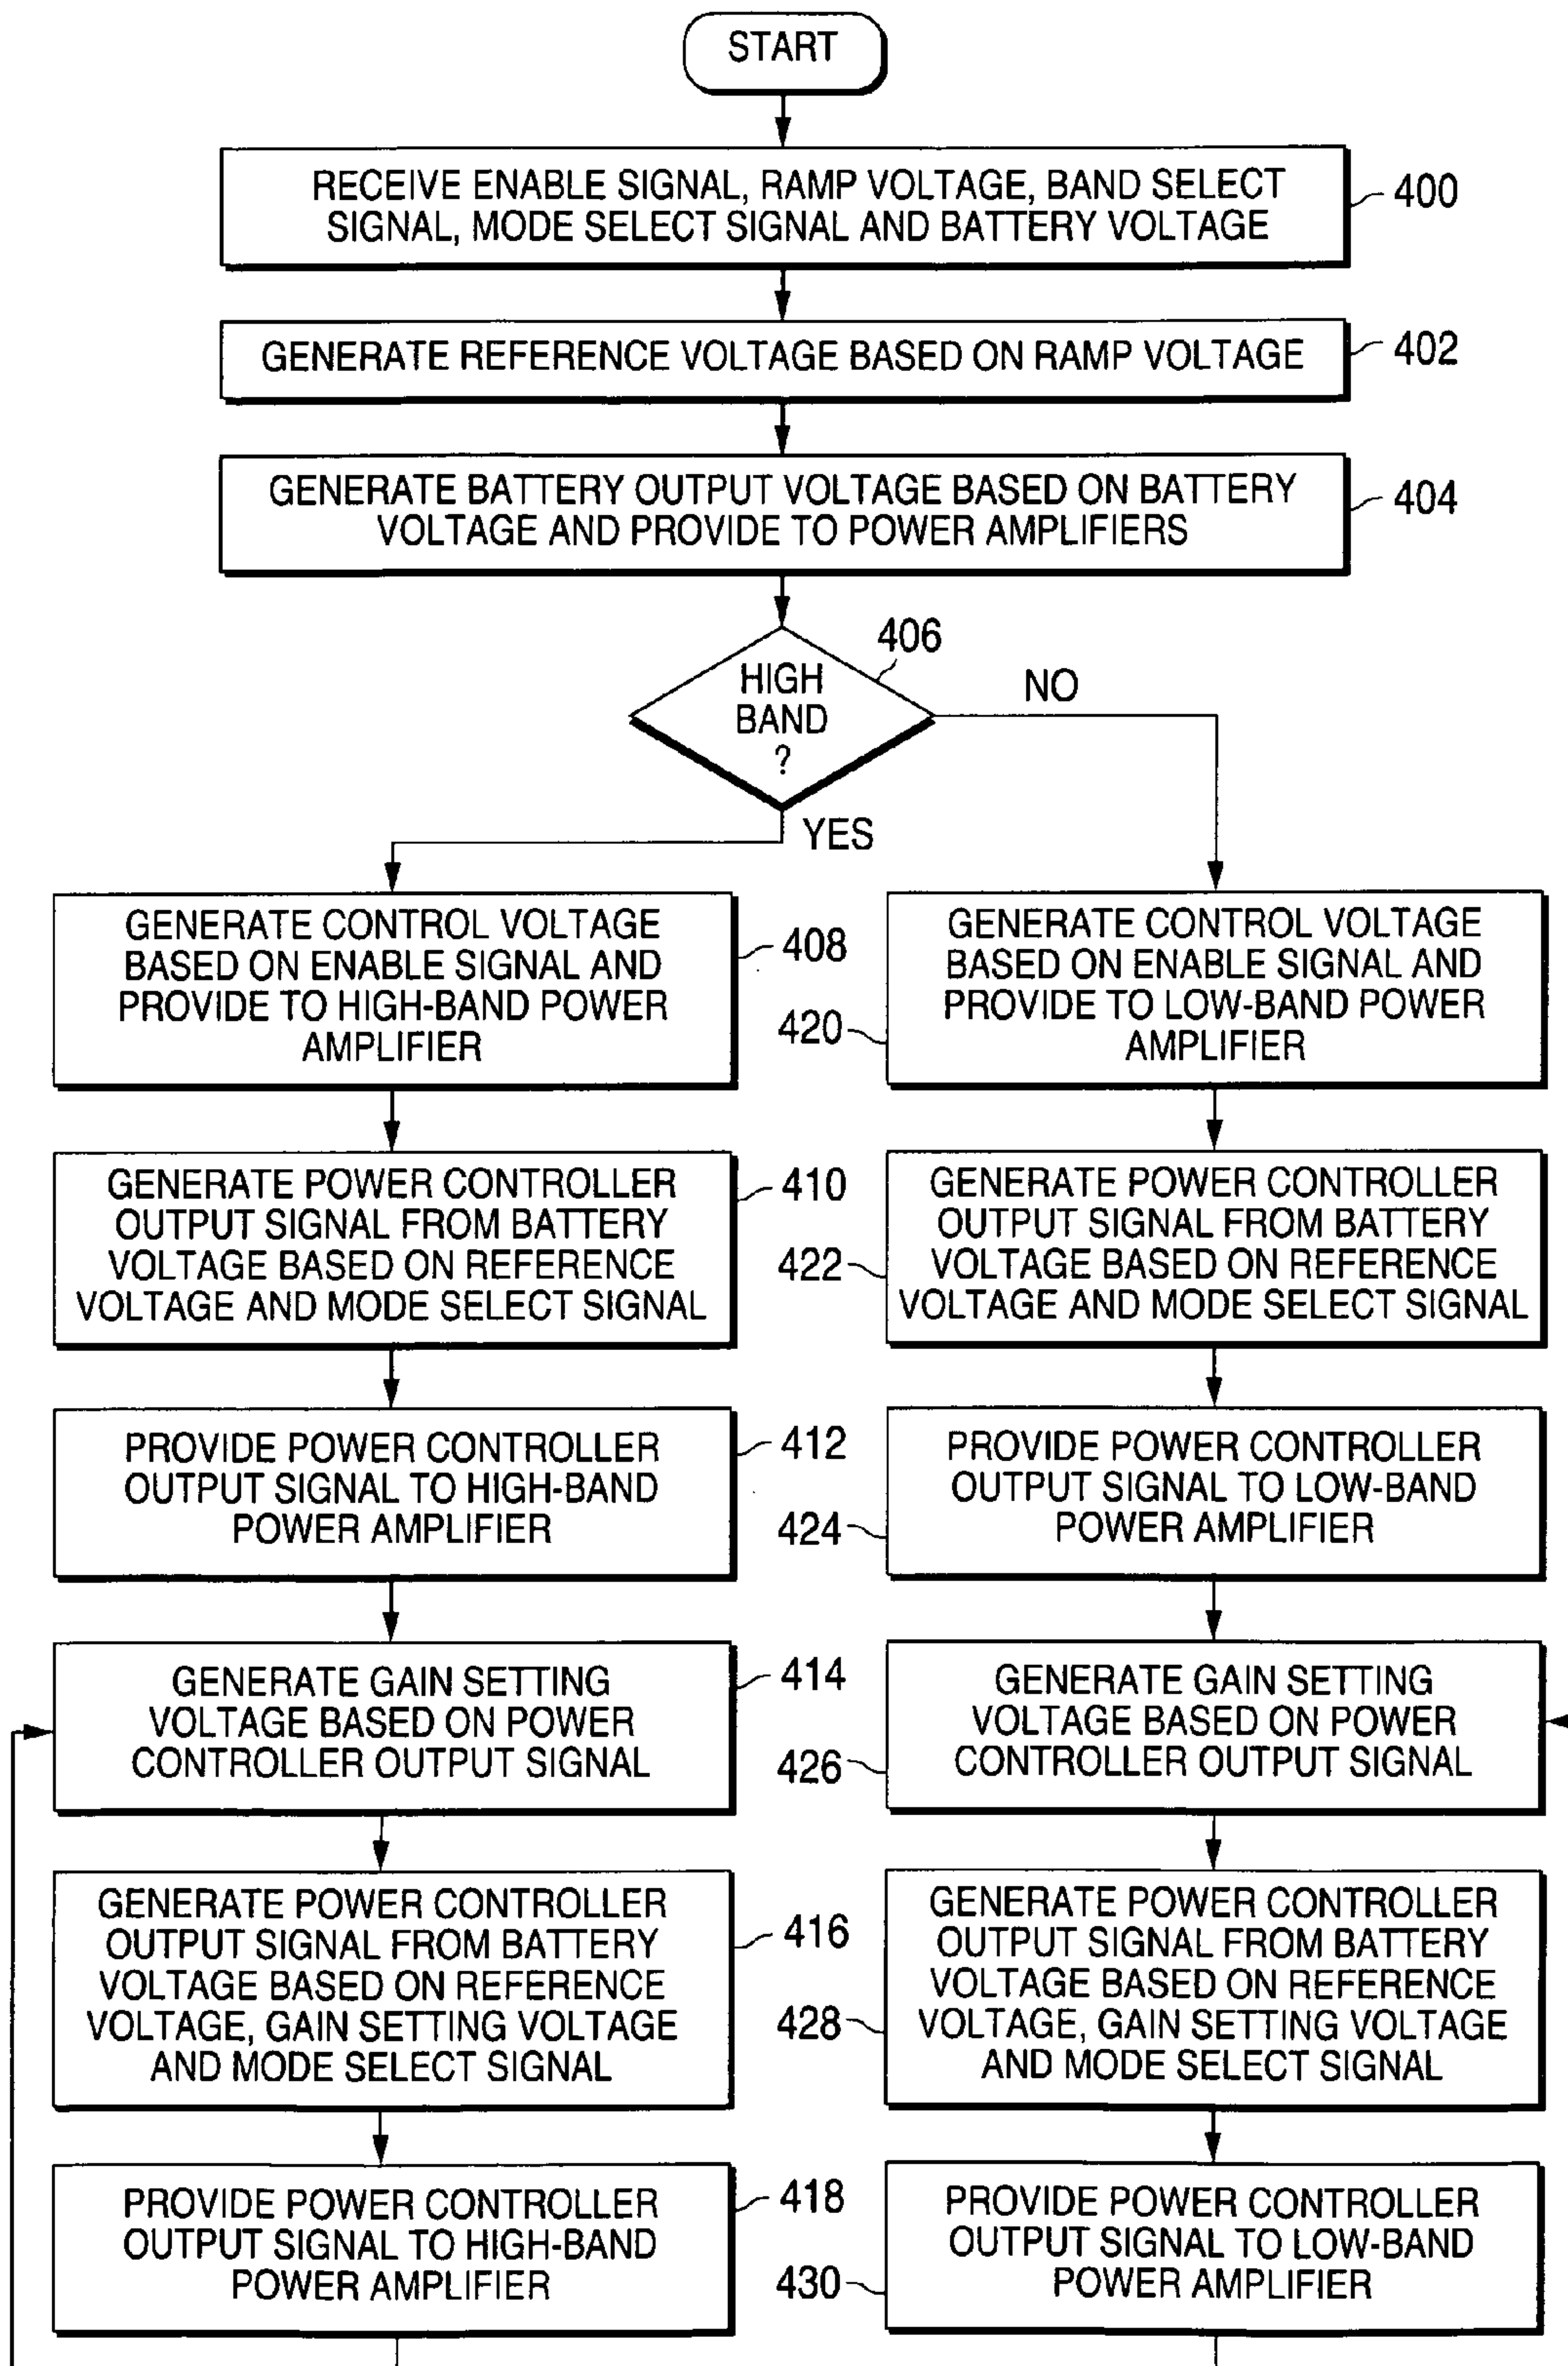 START
RECEIVE ENABLE SIGNAL, RAMP VOLTAGE, BAND SELECT
SIGNAL, MODE SELECT SIGNAL AND BATTERY VOLTAGE
400
GENERATE REFERENCE VOLTAGE BASED ON RAMP VOLTAGE
402
GENERATE BATTERY OUTPUT VOLTAGE BASED ON BATTERY
VOLTAGE AND PROVIDE TO POWER AMPLIFIERS
404
406
HIGH
BAND
?
NO
YES
GENERATE CONTROL VOLTAGE
BASED ON ENABLE SIGNAL AND
PROVIDE TO HIGH-BAND POWER
AMPLIFIER
408
GENERATE POWER CONTROLLER
OUTPUT SIGNAL FROM BATTERY
VOLTAGE BASED ON REFERENCE
VOLTAGE AND MODE SELECT SIGNAL
410
PROVIDE POWER CONTROLLER
OUTPUT SIGNAL TO HIGH-BAND
POWER AMPLIFIER
412
GENERATE GAIN SETTING
VOLTAGE BASED ON POWER
CONTROLLER OUTPUT SIGNAL
414
GENERATE POWER CONTROLLER
OUTPUT SIGNAL FROM BATTERY
VOLTAGE BASED ON REFERENCE
VOLTAGE, GAIN SETTING VOLTAGE
AND MODE SELECT SIGNAL
416
PROVIDE POWER CONTROLLER
OUTPUT SIGNAL TO HIGH-BAND
POWER AMPLIFIER
418
GENERATE CONTROL VOLTAGE
BASED ON ENABLE SIGNAL AND
PROVIDE TO LOW-BAND POWER
AMPLIFIER
420
GENERATE POWER CONTROLLER
OUTPUT SIGNAL FROM BATTERY
VOLTAGE BASED ON REFERENCE
VOLTAGE AND MODE SELECT SIGNAL
422
PROVIDE POWER CONTROLLER
OUTPUT SIGNAL TO LOW-BAND
POWER AMPLIFIER
424
GENERATE GAIN SETTING
VOLTAGE BASED ON POWER
CONTROLLER OUTPUT SIGNAL
426
GENERATE POWER CONTROLLER
OUTPUT SIGNAL FROM BATTERY
VOLTAGE BASED ON REFERENCE
VOLTAGE, GAIN SETTING VOLTAGE
AND MODE SELECT SIGNAL
428
PROVIDE POWER CONTROLLER
OUTPUT SIGNAL TO LOW-BAND
POWER AMPLIFIER
430